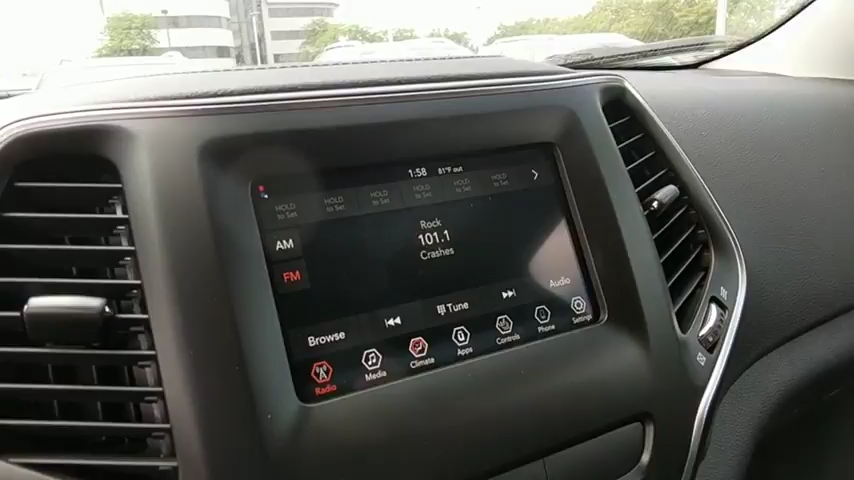 1:58 81°F out
HOLD to Set HOLD to Set HOLD to Set HOLD to Set HOLD to Set HOLD to Set
Rock
AM
101.1
Crashes
FM
Audio
Browse Tune
Radio Media Climate Apps Controls Phone Settings